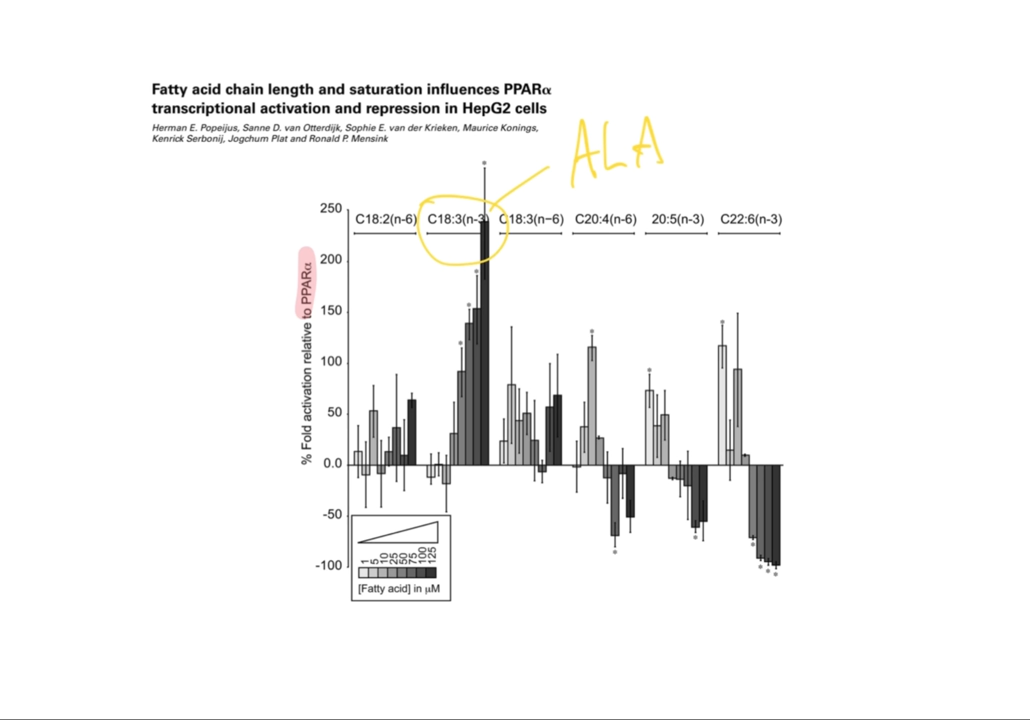 Fatty acid chain length and saturation influences PPARα
transcriptional activation and repression in HepG2 cells
Herman E. Popeijus, Sanne D. van Otterdijk, Sophie E. van der Krieken, Maurice Konings,
Kenrick Serbonij, Jogchum Plat and Ronald P. Mensink
ALA
C18:2(n-6) C18:3(n-3) C18:3(n−6) C20:4(n-6) 20:5(n-3) C22:6(n-3)
% Fold activation relative to PPARα
250
200
150
100
50
0.0
-50
-100
1 5 10 25 50 75 100 125
[Fatty acid] in µM